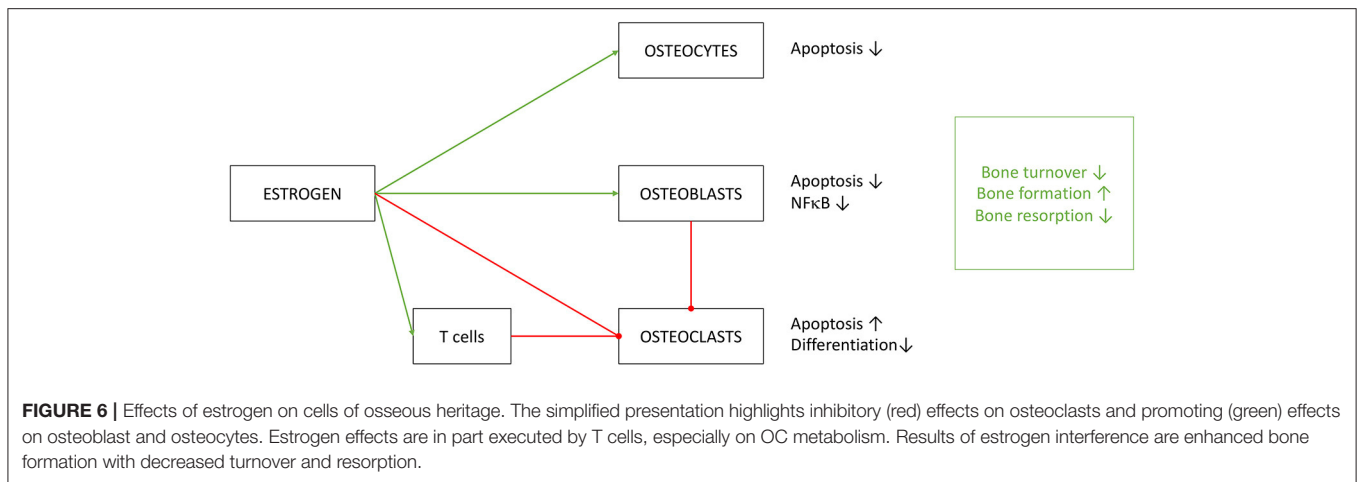 OSTEOCYTES
Apoptosis ↓
ESTROGEN
OSTEOBLASTS
Apoptosis ↓
NFκB ↓
Bone turnover ↓
Bone formation ↑
Bone resorption ↓
T cells
OSTEOCLASTS
Apoptosis ↑
Differentiation↓
FIGURE 6 | Effects of estrogen on cells of osseous heritage. The simplified presentation highlights inhibitory (red) effects on osteoclasts and promoting (green) effects
on osteoblast and osteocytes. Estrogen effects are in part executed by T cells, especially on OC metabolism. Results of estrogen interference are enhanced bone
formation with decreased turnover and resorption.